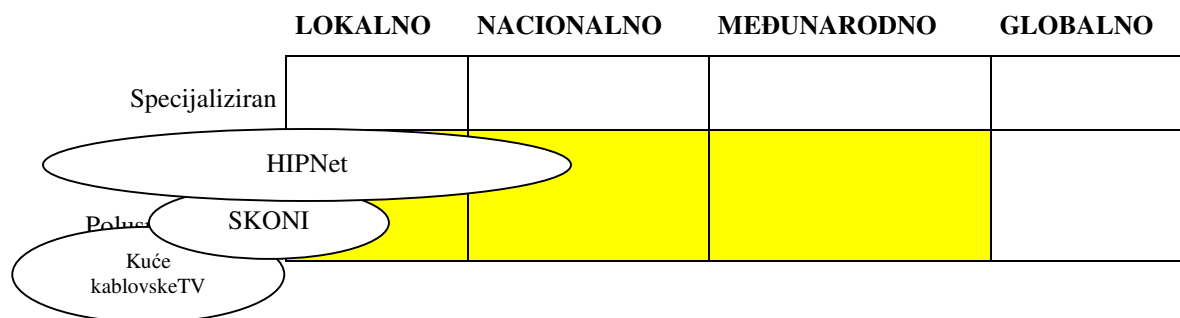 LOKALNO NACIONALNO MEĐUNARODNO GLOBALNO
Specijaliziran
HIPNet
SKONI
Kuće
kablovskeTV